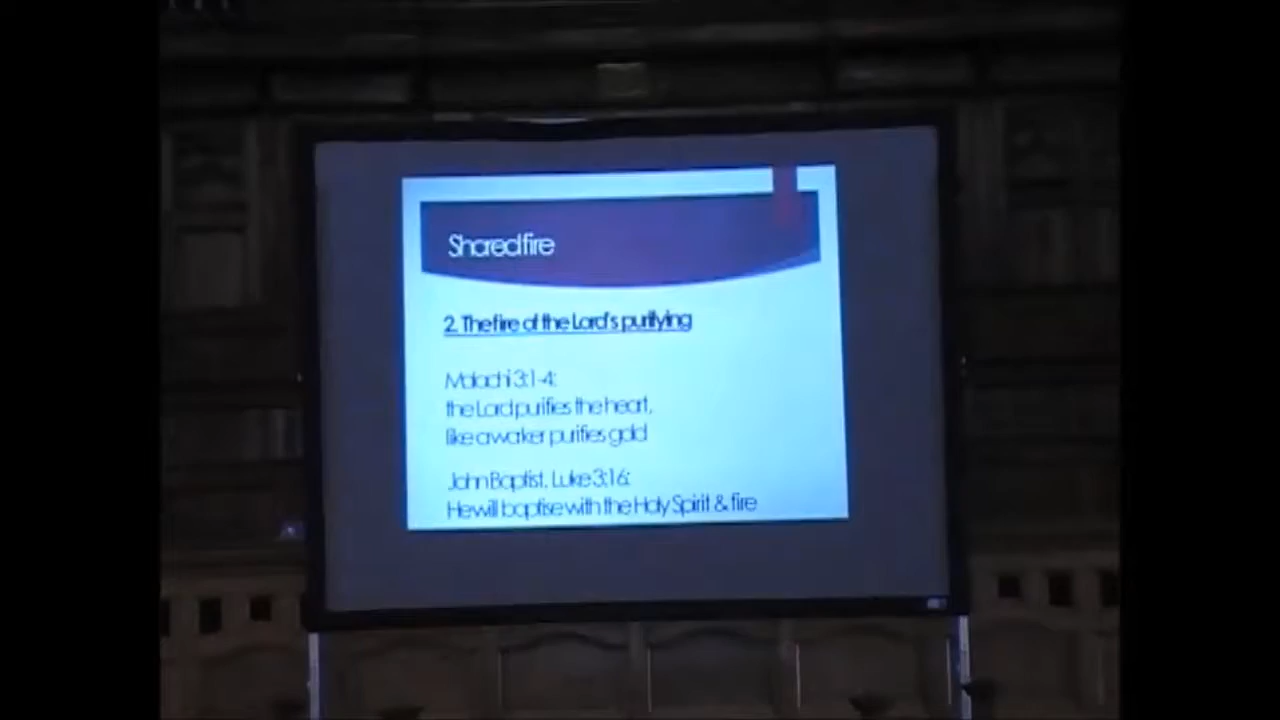 Shared fire
2. The fire of the Lord's purifying
Malachi 3:1-4:
the Lord purifies the heart,
like a worker purifies gold
John Baptist, Luke 3:16:
He will baptise with the Holy Spirit & fire